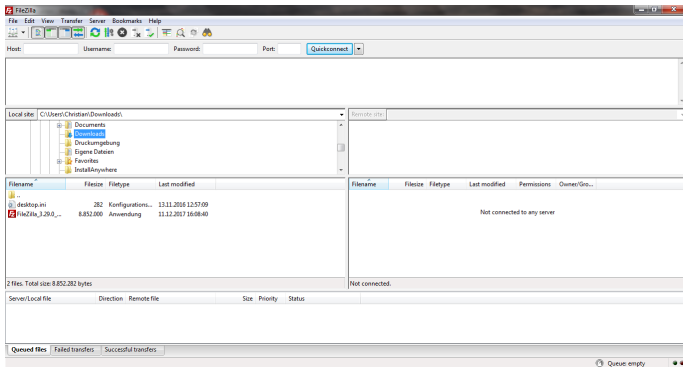 FileZilla
File Edit View Transfer Server Bookmarks Help
Host: Username: Password: Port: Quickconnect
Local site: C:\Users\Christian\Downloads\ Remote site:
Documents
Downloads
Druckumgebung
Eigene Dateien
Favorites
InstallAnywhere
Filename Filesize Filetype Last modified
..
desktop.ini 282 Konfigurations... 13.11.2016 12:57:09
FileZilla_3.29.0_... 8.852.000 Anwendung 11.12.2017 16:08:40
2 files. Total size: 8.852.282 bytes
Filename Filesize Filetype Last modified Permissions Owner/Gro...
Not connected to any server
Not connected.
Server/Local file Direction Remote file Size Priority Status
Queued files Failed transfers Successful transfers
Queue: empty